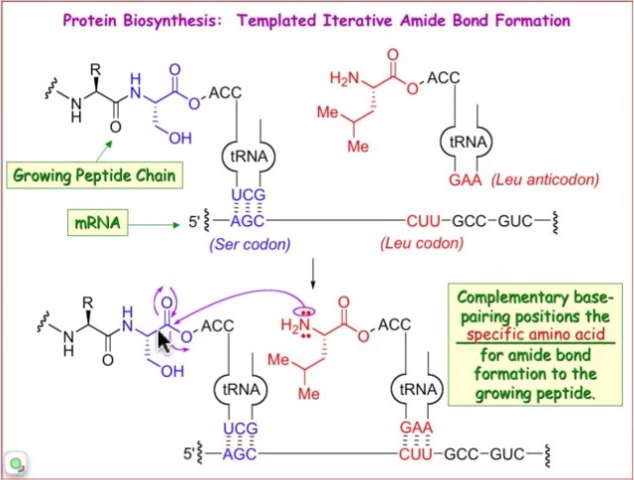 Protein Biosynthesis: Templated Iterative Amide Bond Formation
R
H
N
O
O
ACC
N
H
O
OH
tRNA
UCG
Growing Peptide Chain
H₂N
O
O
ACC
Me
Me
tRNA
GAA (Leu anticodon)
mRNA
5' AGC CUU-GCC-GUC
(Ser codon) (Leu codon)
R
H
N
O
O
ACC
N
H
O
OH
tRNA
UCG
H₂N
O
O
ACC
Me
Me
tRNA
GAA
5' AGC CUU-GCC-GUC
Complementary base-
pairing positions the
specific amino acid
for amide bond
formation to the
growing peptide.